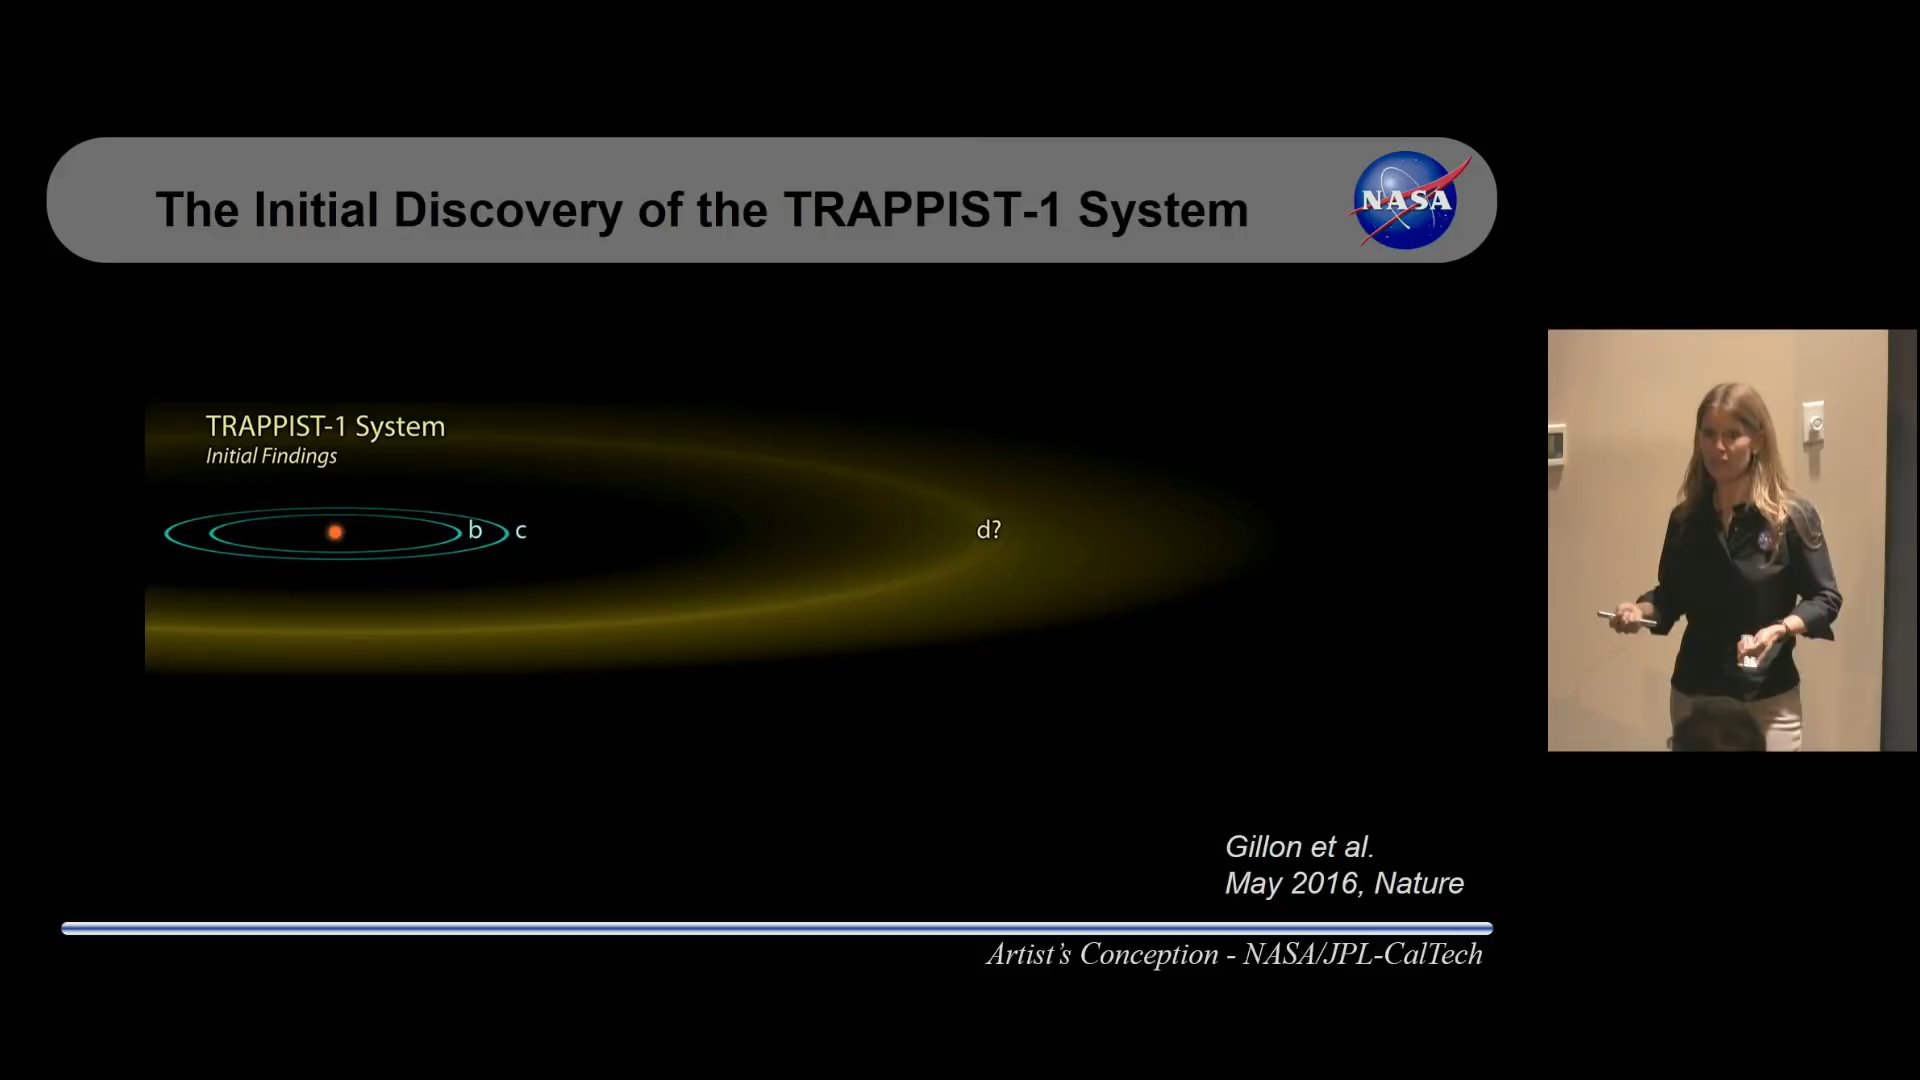 The Initial Discovery of the TRAPPIST-1 System
NASA
TRAPPIST-1 System
Initial Findings
b c d?
Gillon et al.
May 2016, Nature
Artist's Conception - NASA/JPL-CalTech